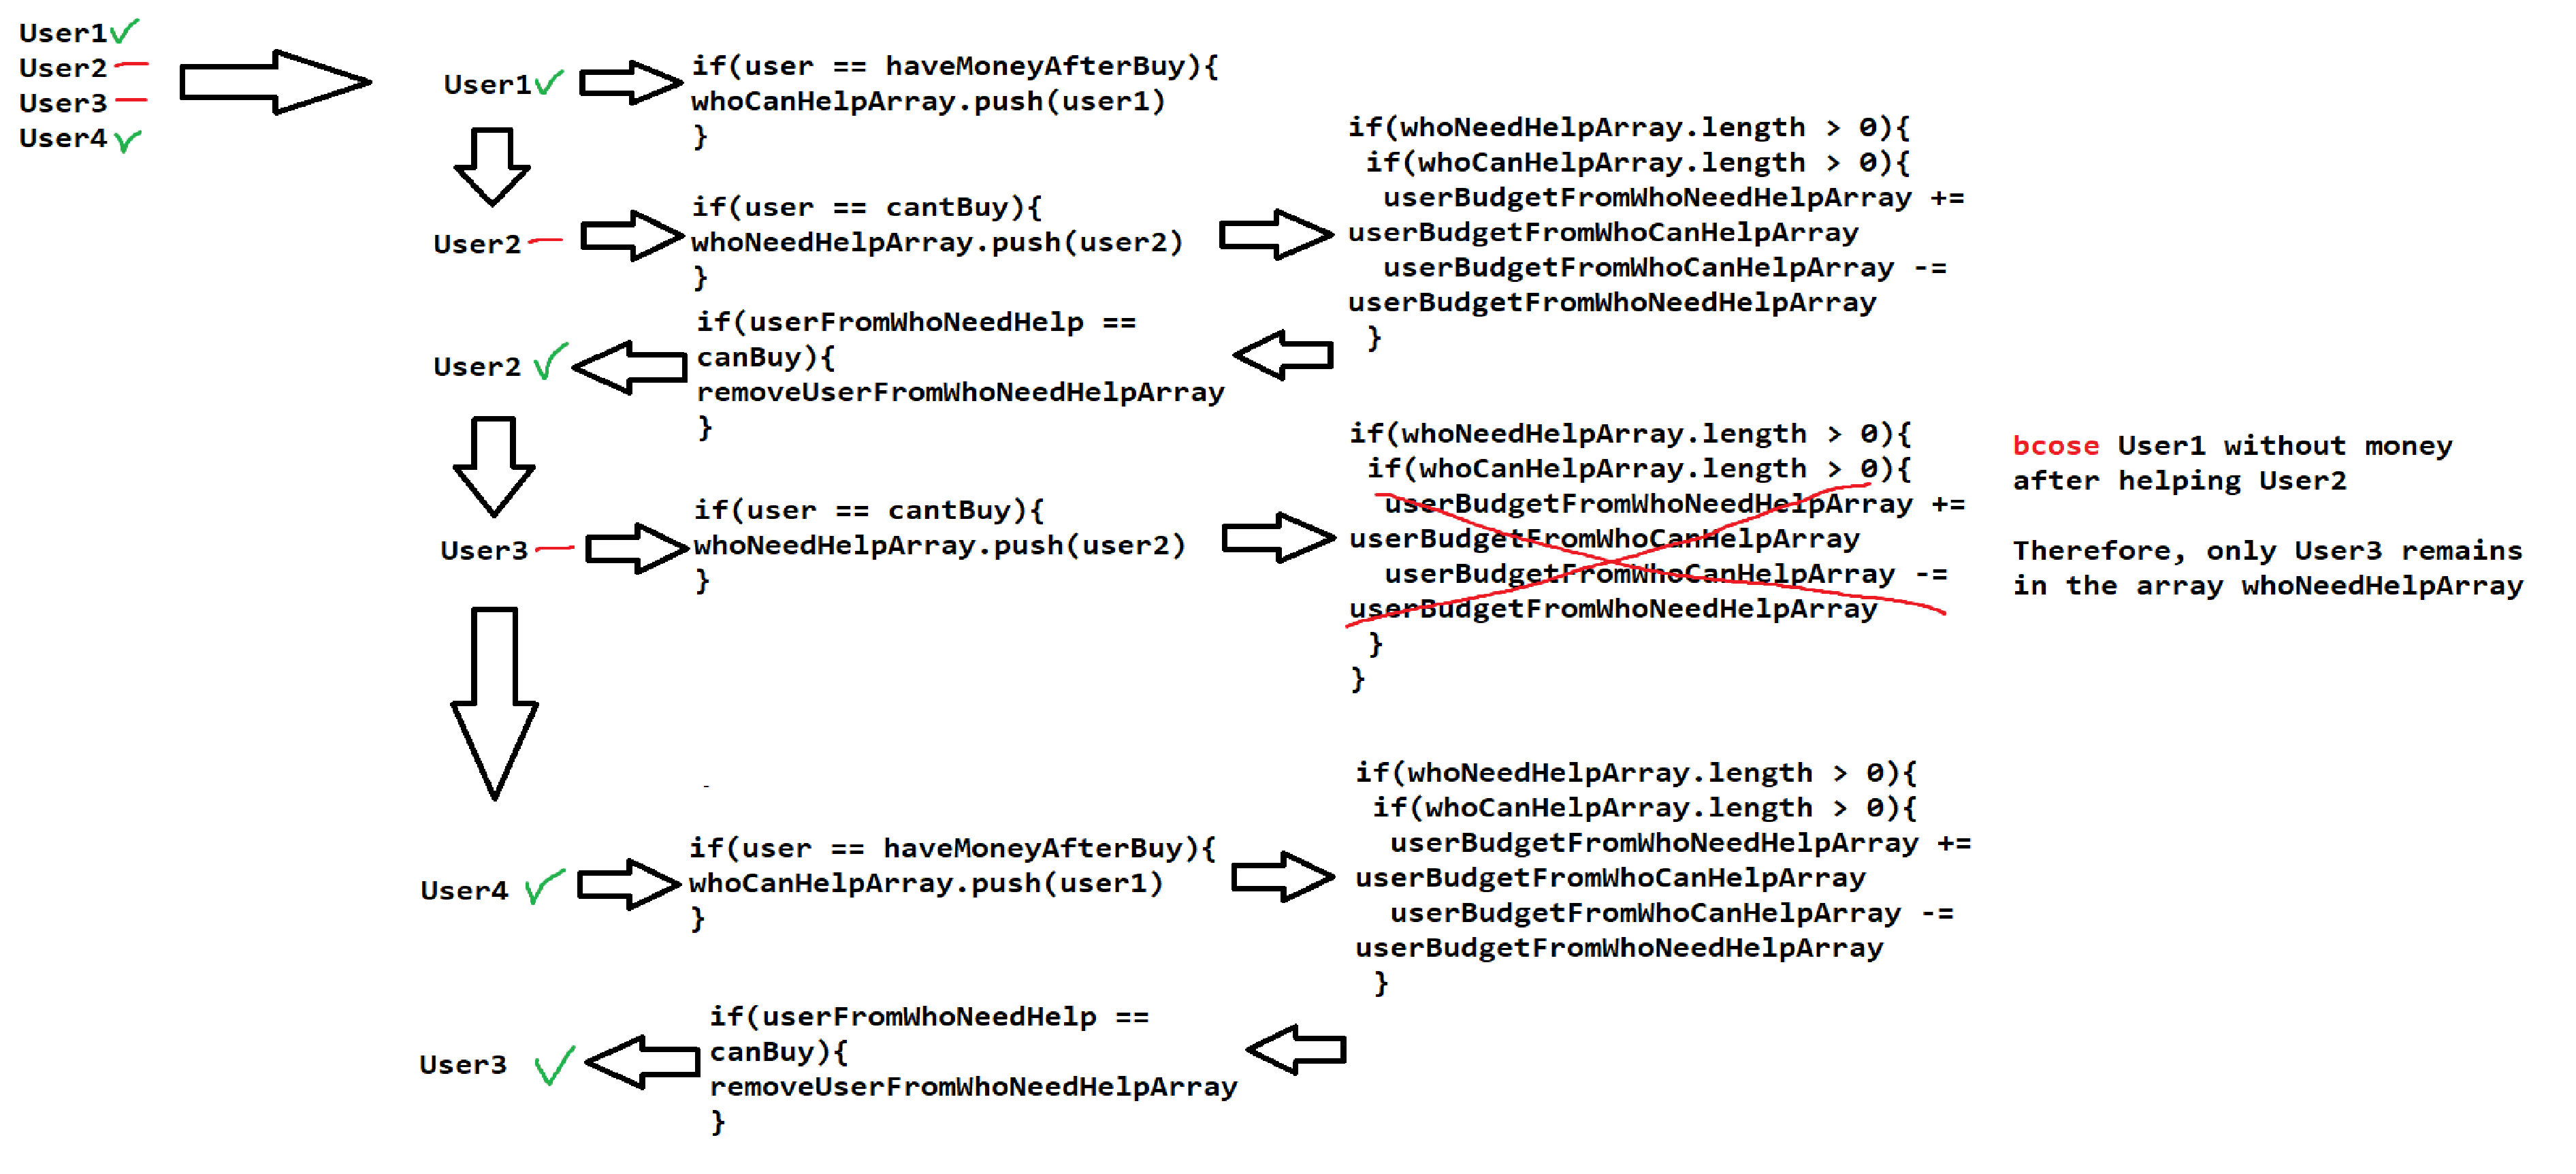 User1
User2
User3
User4
User1
if(user == haveMoneyAfterBuy){
whoCanHelpArray.push(user1)
}
User2
if(user == cantBuy){
whoNeedHelpArray.push(user2)
}
if(whoNeedHelpArray.length > 0){
if(whoCanHelpArray.length > 0){
userBudgetFromWhoNeedHelpArray +=
userBudgetFromWhoCanHelpArray
userBudgetFromWhoCanHelpArray -=
userBudgetFromWhoNeedHelpArray
}
User2
if(userFromWhoNeedHelp ==
canBuy){
removeUserFromWhoNeedHelpArray
}
User3
if(user == cantBuy){
whoNeedHelpArray.push(user2)
}
if(whoNeedHelpArray.length > 0){
if(whoCanHelpArray.length > 0){
userBudgetFromWhoNeedHelpArray +=
userBudgetFromWhoCanHelpArray
userBudgetFromWhoCanHelpArray -=
userBudgetFromWhoNeedHelpArray
}
}
bcose User1 without money
after helping User2
Therefore, only User3 remains
in the array whoNeedHelpArray
User4
if(user == haveMoneyAfterBuy){
whoCanHelpArray.push(user1)
}
if(whoNeedHelpArray.length > 0){
if(whoCanHelpArray.length > 0){
userBudgetFromWhoNeedHelpArray +=
userBudgetFromWhoCanHelpArray
userBudgetFromWhoCanHelpArray -=
userBudgetFromWhoNeedHelpArray
}
User3
if(userFromWhoNeedHelp ==
canBuy){
removeUserFromWhoNeedHelpArray
}